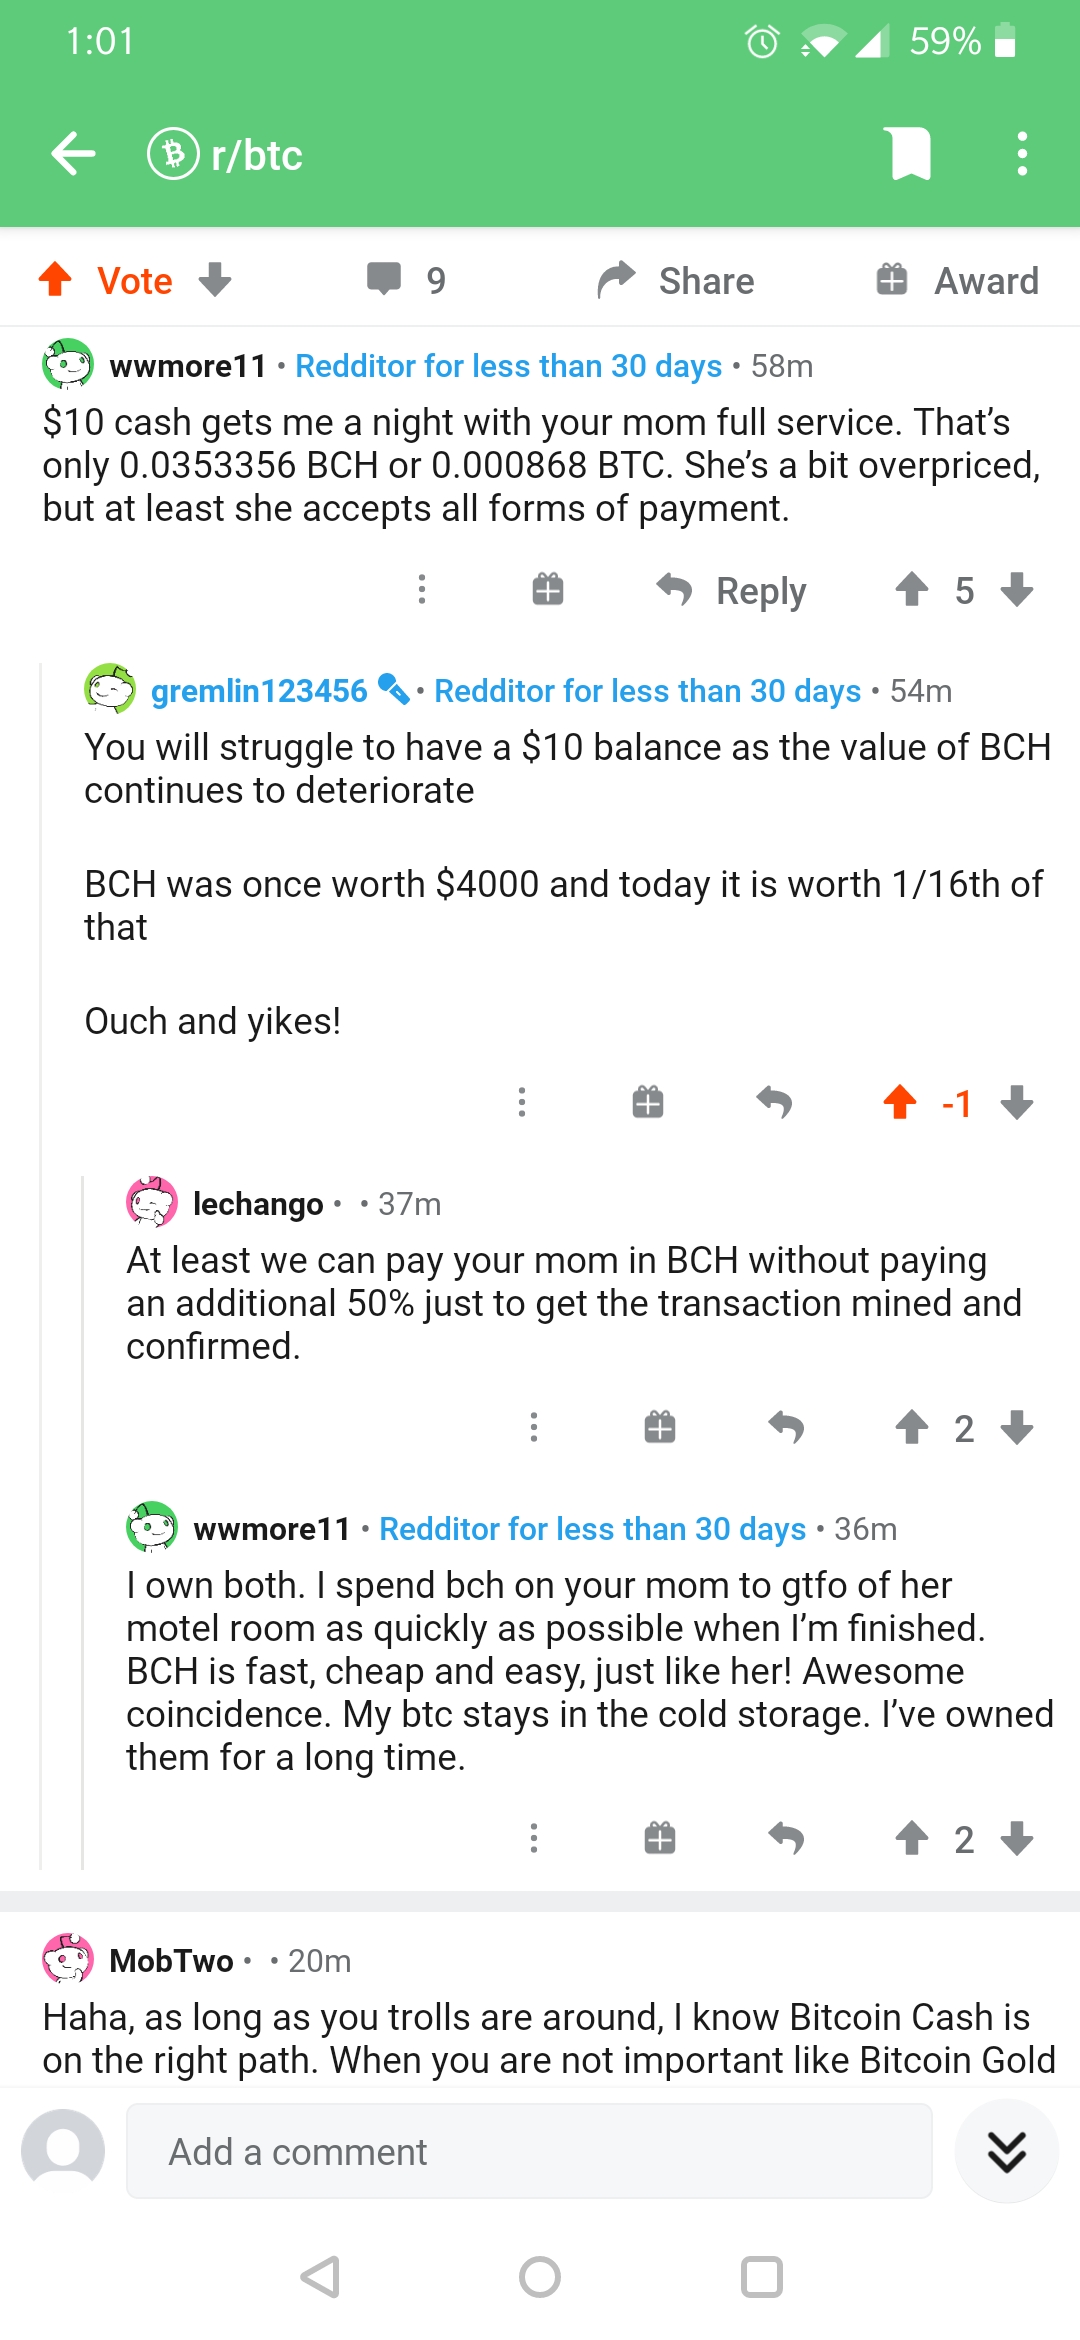 1:01
59%
r/btc
Vote
9
Share
Award
wwmore11 • Redditor for less than 30 days • 58m
$10 cash gets me a night with your mom full service. That’s
only 0.0353356 BCH or 0.000868 BTC. She’s a bit overpriced,
but at least she accepts all forms of payment.
Reply
5
gremlin123456 • Redditor for less than 30 days • 54m
You will struggle to have a $10 balance as the value of BCH
continues to deteriorate
BCH was once worth $4000 and today it is worth 1/16th of
that
Ouch and yikes!
-1
lechango • • 37m
At least we can pay your mom in BCH without paying
an additional 50% just to get the transaction mined and
confirmed.
2
wwmore11 • Redditor for less than 30 days • 36m
I own both. I spend bch on your mom to gtfo of her
motel room as quickly as possible when I’m finished.
BCH is fast, cheap and easy, just like her! Awesome
coincidence. My btc stays in the cold storage. I’ve owned
them for a long time.
2
MobTwo • • 20m
Haha, as long as you trolls are around, I know Bitcoin Cash is
on the right path. When you are not important like Bitcoin Gold
Add a comment